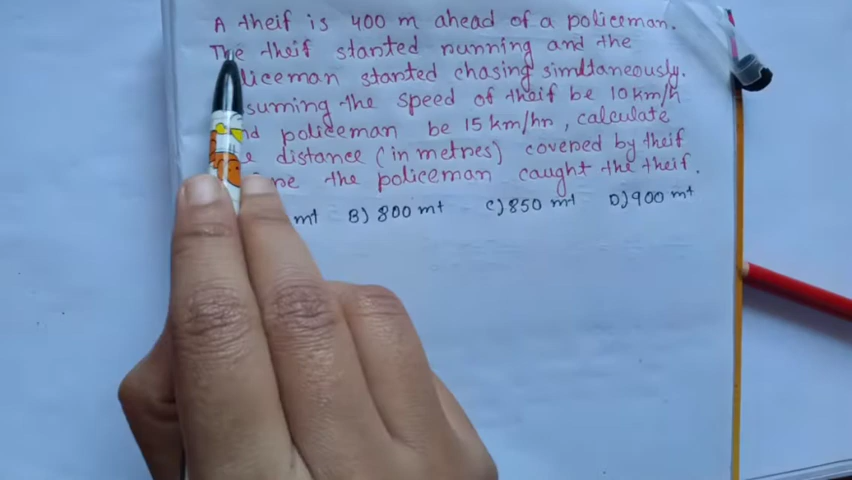 A theif is 400 m ahead of a policeman.
The theif started running and the
liceman started chasing simultaneously.
suming the speed of theif be 10 km/h
policeman be 15 km/hr, calculate
distance (in metres) covered by theif
the policeman caught the theif.
mt B) 800 mt C) 850 mt D) 900 mt